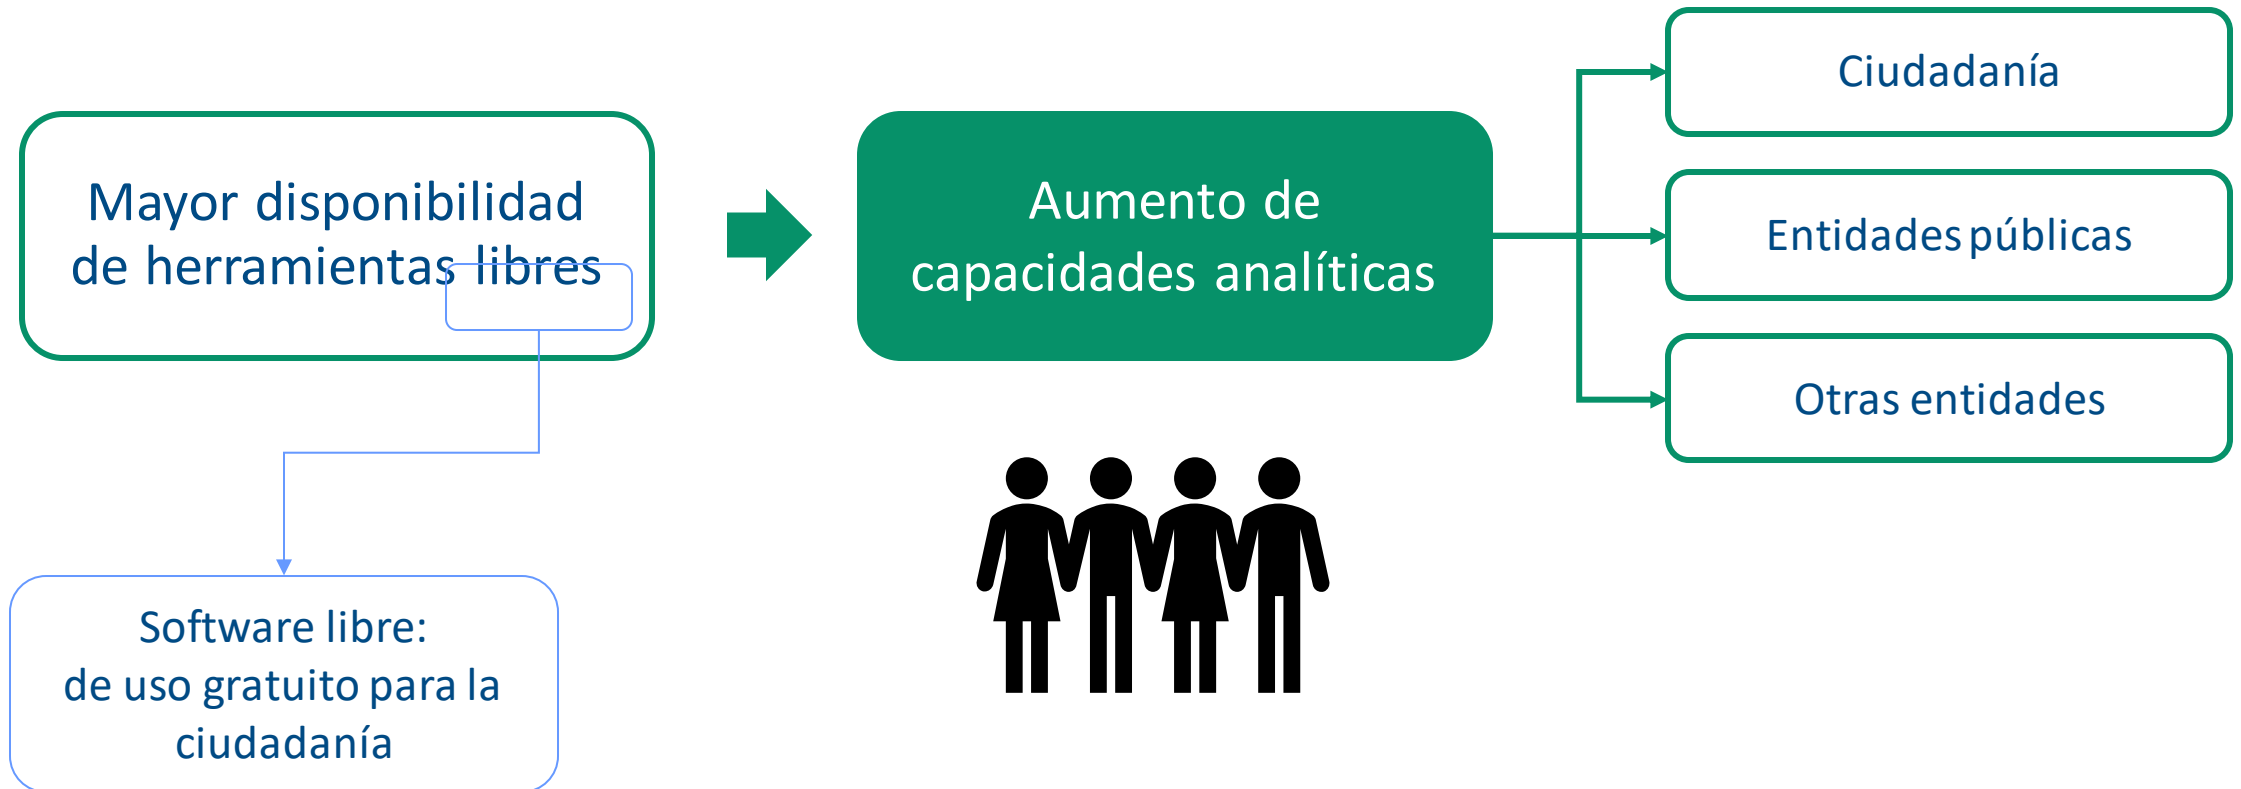 Mayor disponibilidad
de herramientas libres
Aumento de
capacidades analíticas
Ciudadanía
Entidades públicas
Otras entidades
Software libre:
de uso gratuito para la
ciudadanía